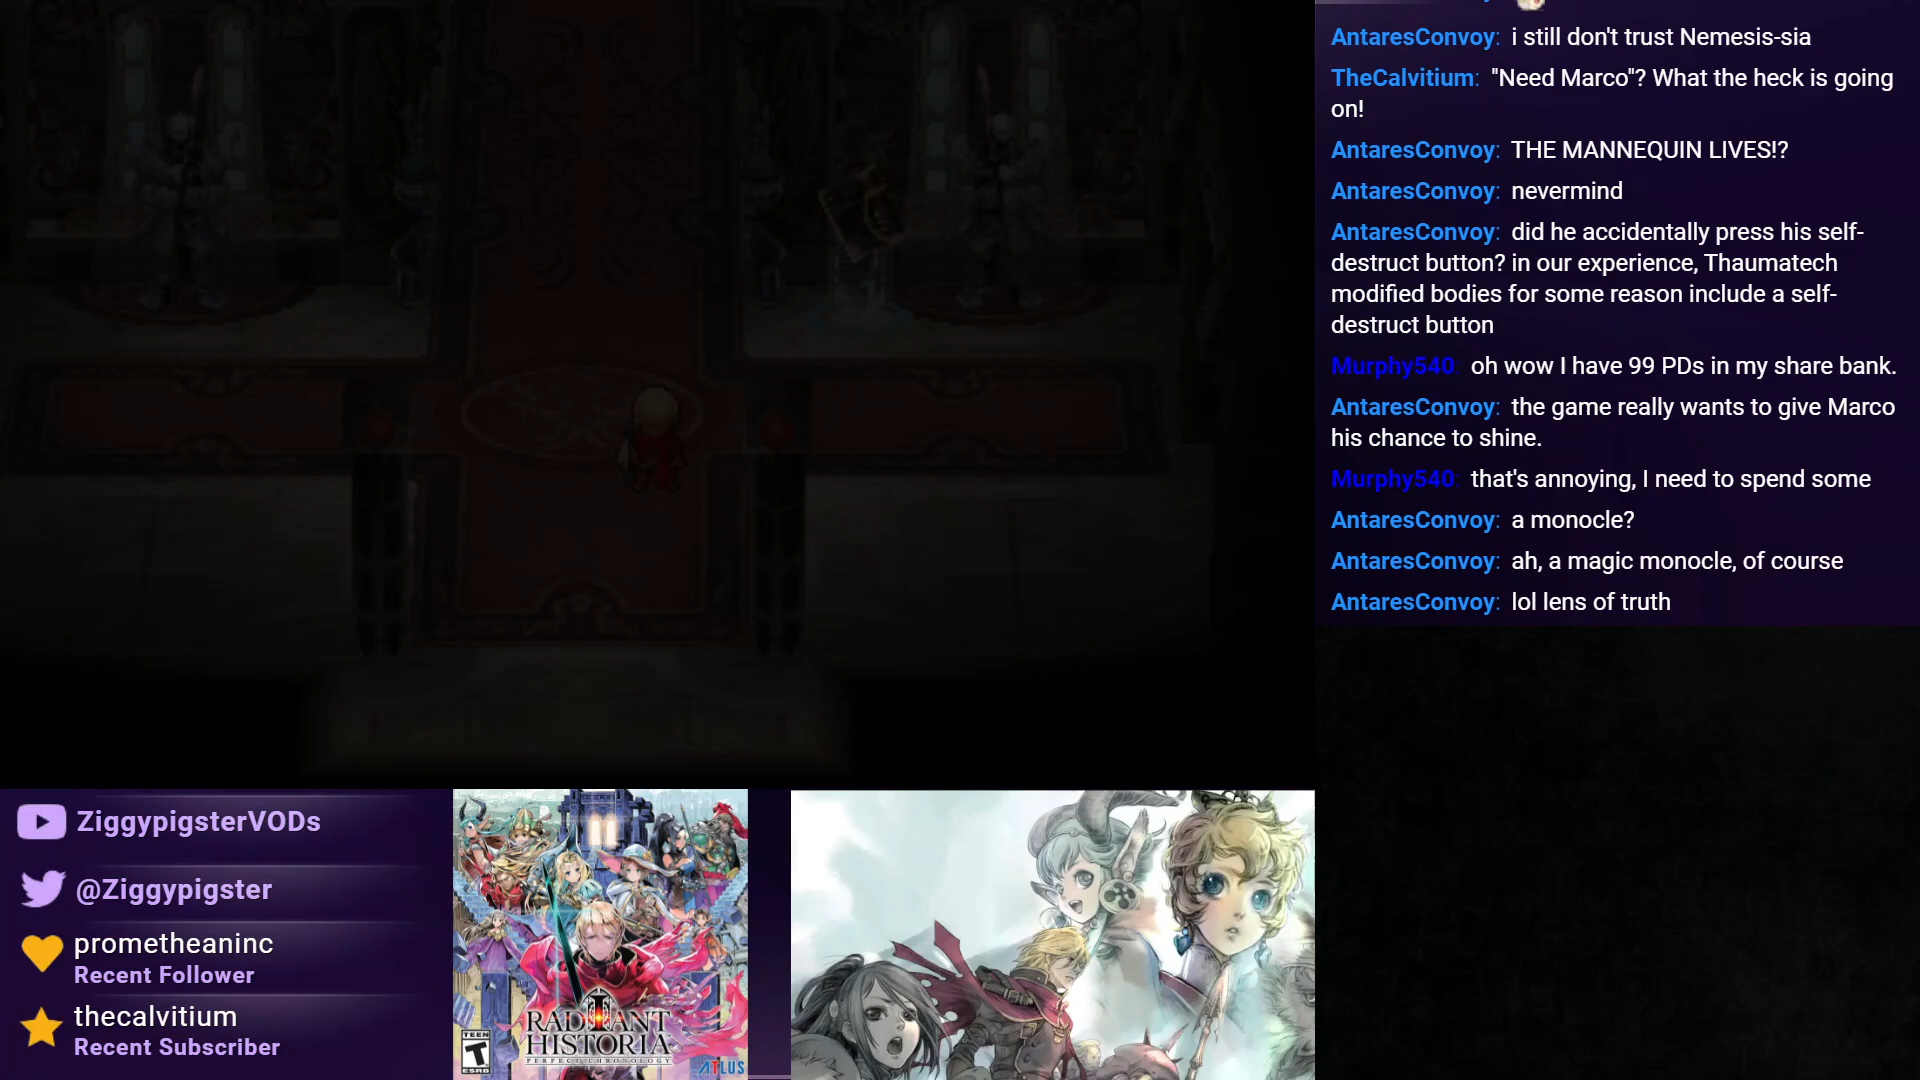 AntaresConvoy: i still don't trust Nemesis-sia
TheCalvitium: "Need Marco"? What the heck is going
on!
AntaresConvoy: THE MANNEQUIN LIVES!?
AntaresConvoy: nevermind
AntaresConvoy: did he accidentally press his self-
destruct button? in our experience, Thaumatech
modified bodies for some reason include a self-
destruct button
Murphy540: oh wow I have 99 PDs in my share bank.
AntaresConvoy: the game really wants to give Marco
his chance to shine.
Murphy540: that's annoying, I need to spend some
AntaresConvoy: a monocle?
AntaresConvoy: ah, a magic monocle, of course
AntaresConvoy: lol lens of truth
ZiggypigsterVODs
@Ziggypigster
prometheaninc
Recent Follower
thecalvitium
Recent Subscriber
RADIANT
HISTORIA
PERFECT CHRONOLOGY
TEEN
T
ESRB
ATLUS